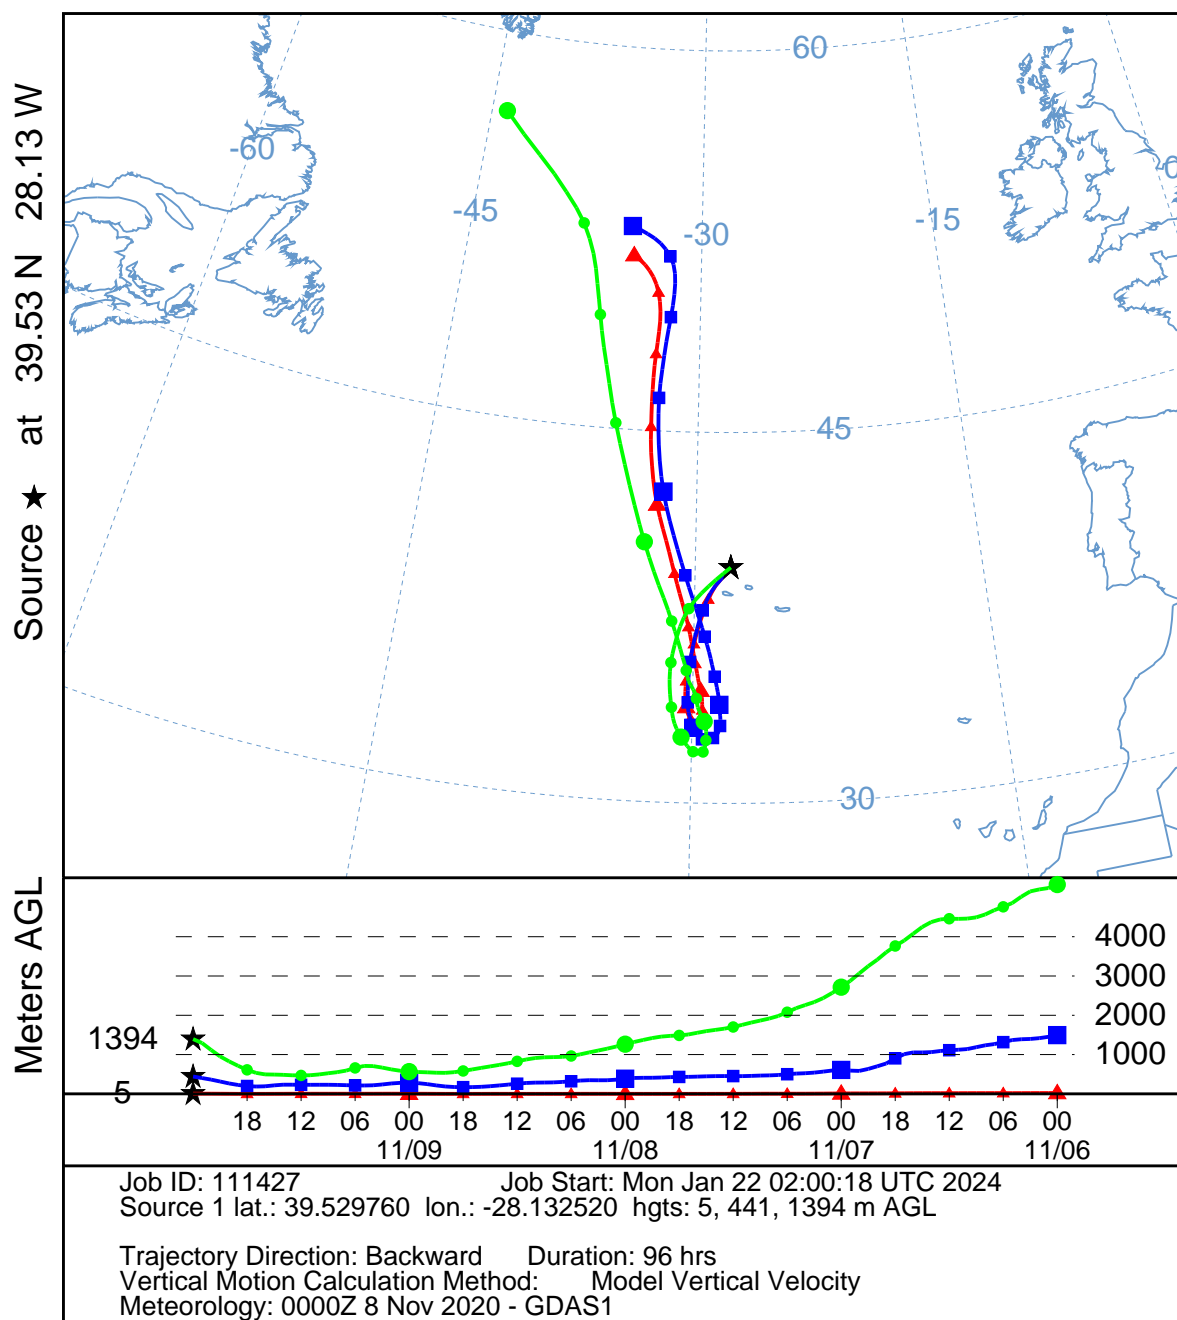 Source ★ at 39.53 N 28.13 W
60
-60
-45
-30
-15
0
45
30
Meters AGL
4000
3000
2000
1000
1394
5
18 12 06 00 18 12 06 00 18 12 06 00 18 12 06 00
11/09 11/08 11/07 11/06
Job ID: 111427 Job Start: Mon Jan 22 02:00:18 UTC 2024
Source 1 lat.: 39.529760 lon.: -28.132520 hgts: 5, 441, 1394 m AGL
Trajectory Direction: Backward Duration: 96 hrs
Vertical Motion Calculation Method: Model Vertical Velocity
Meteorology: 0000Z 8 Nov 2020 - GDAS1